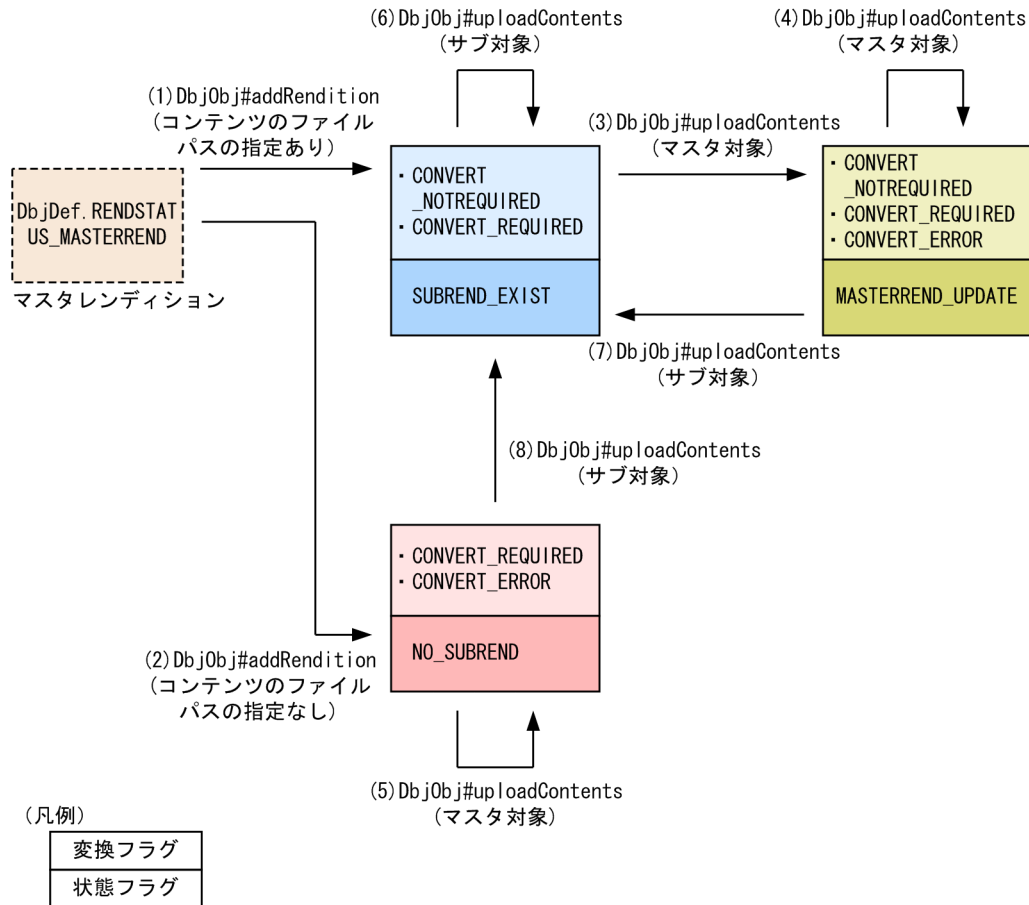 (6)DbjObj#uploadContents
(サブ対象)
(4)DbjObj#uploadContents
(マスタ対象)
(1)DbjObj#addRendition
(コンテンツのファイル
パスの指定あり)
(3)DbjObj#uploadContents
(マスタ対象)
DbjDef.RENDSTAT
US_MASTERREND
マスタレンディション
・CONVERT
_NOTREQUIRED
・CONVERT_REQUIRED
SUBREND_EXIST
・CONVERT
_NOTREQUIRED
・CONVERT_REQUIRED
・CONVERT_ERROR
MASTERREND_UPDATE
(7)DbjObj#uploadContents
(サブ対象)
(8)DbjObj#uploadContents
(サブ対象)
・CONVERT_REQUIRED
・CONVERT_ERROR
NO_SUBREND
(2)DbjObj#addRendition
(コンテンツのファイル
パスの指定なし)
(5)DbjObj#uploadContents
(マスタ対象)
(凡例)
変換フラグ
状態フラグ